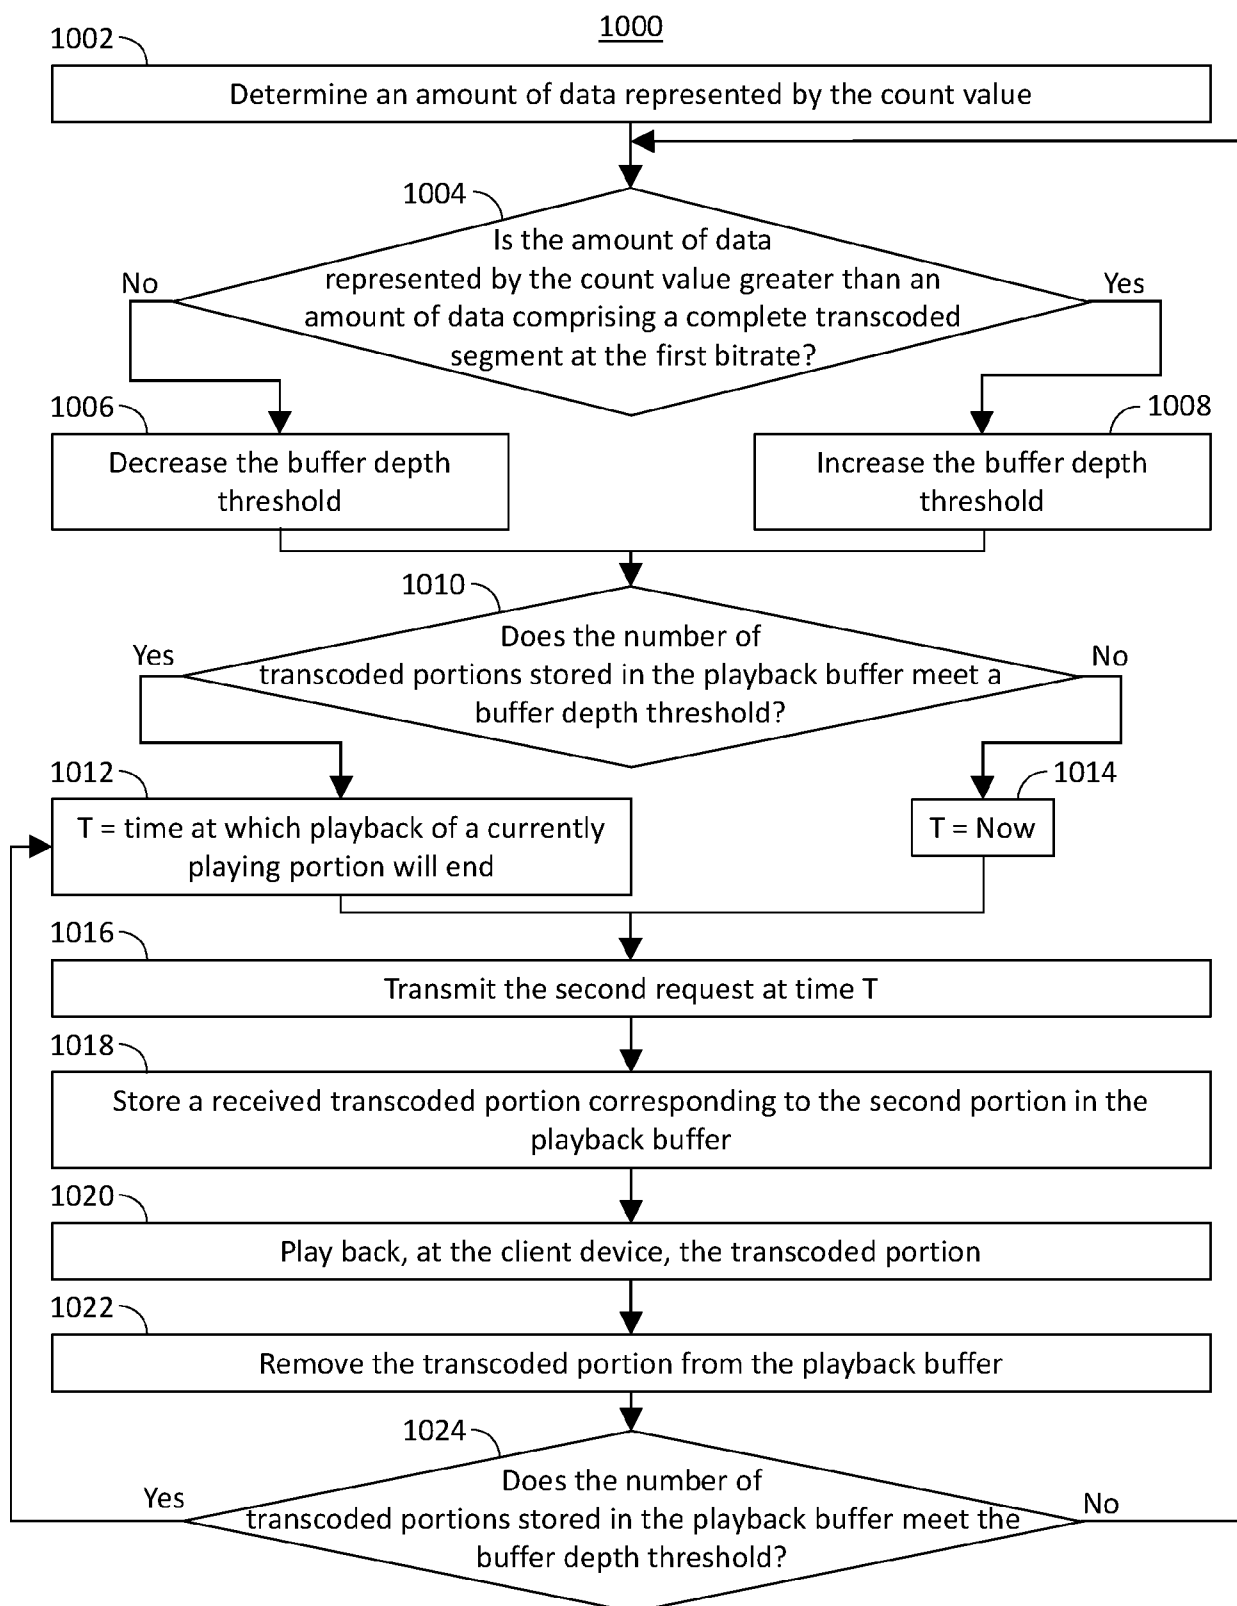 1000
1002
Determine an amount of data represented by the count value
1004
Is the amount of data
represented by the count value greater than an
amount of data comprising a complete transcoded
segment at the first bitrate?
No
Yes
1006
Decrease the buffer depth
threshold
1008
Increase the buffer depth
threshold
1010
Does the number of
transcoded portions stored in the playback buffer meet a
buffer depth threshold?
Yes
No
1012
T = time at which playback of a currently
playing portion will end
1014
T = Now
1016
Transmit the second request at time T
1018
Store a received transcoded portion corresponding to the second portion in the
playback buffer
1020
Play back, at the client device, the transcoded portion
1022
Remove the transcoded portion from the playback buffer
1024
Does the number of
transcoded portions stored in the playback buffer meet the
buffer depth threshold?
Yes
No